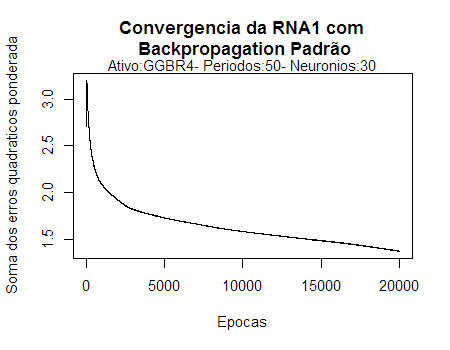 Convergencia da RNA1 com
Backpropagation Padrão
Ativo:GGBR4- Periodos:50- Neuronios:30
Soma dos erros quadraticos ponderada
3.0
2.5
2.0
1.5
0 5000 10000 15000 20000
Epocas